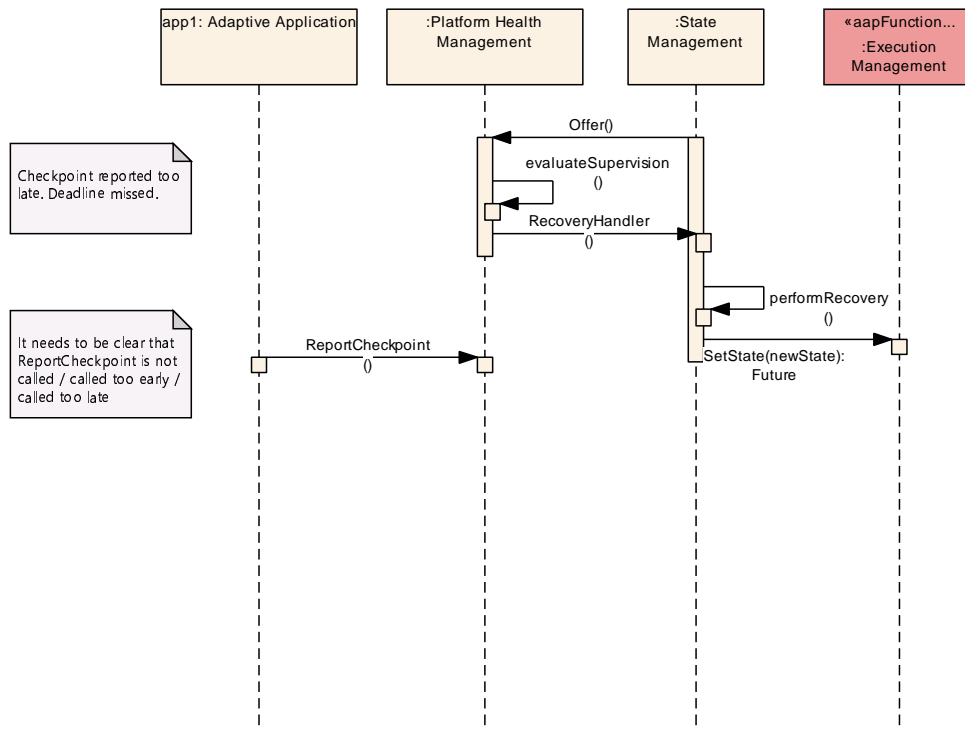 app1: Adaptive Application
:Platform Health
Management
:State
Management
«aapFunction...
:Execution
Management
Offer()
Checkpoint reported too
late. Deadline missed.
evaluateSupervision
()
RecoveryHandler
()
performRecovery
()
It needs to be clear that
ReportCheckpoint is not
called / called too early /
called too late
ReportCheckpoint
()
SetState(newState):
Future